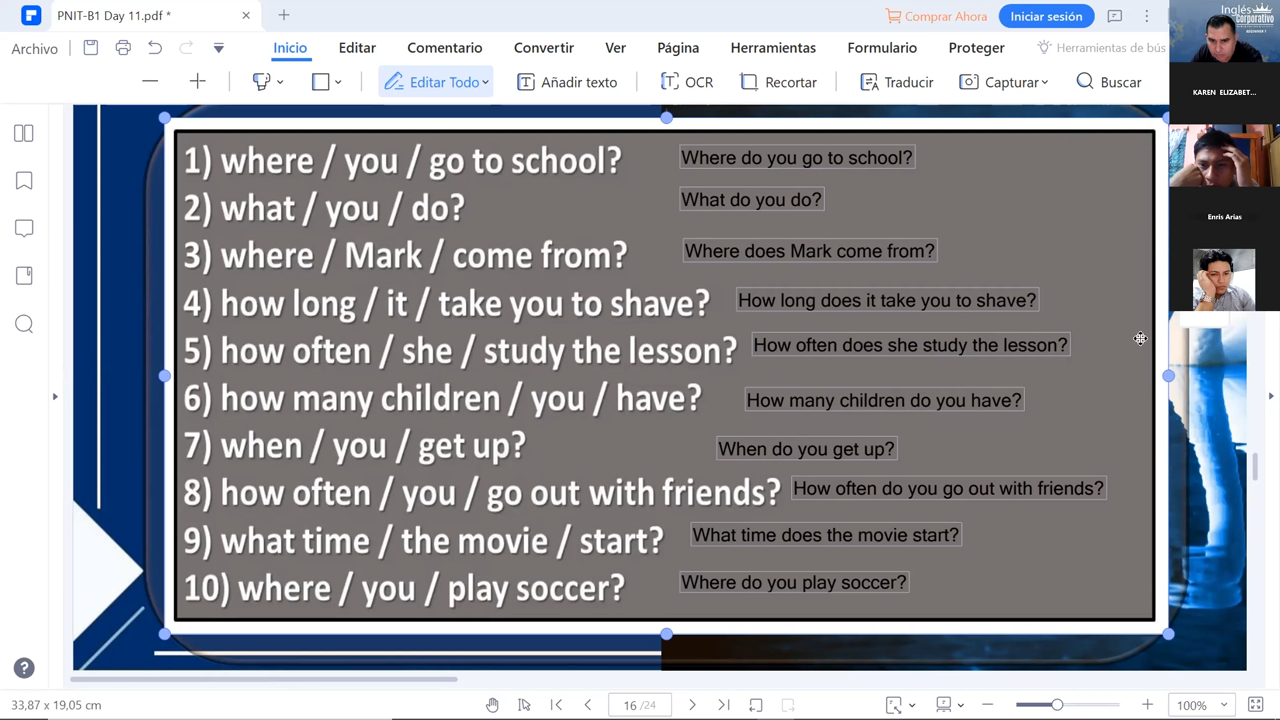 PNIT-B1 Day 11.pdf *
Comprar Ahora
Iniciar sesión
Archivo
Inicio
Editar
Comentario
Convertir
Ver
Página
Herramientas
Formulario
Proteger
Herramientas de bús
Editar Todo
Añadir texto
OCR
Recortar
Traducir
Capturar
Buscar
Inglés
Corporativo
BEGINNER 1
KAREN ELIZABET...
Enris Arias
1) where / you / go to school? Where do you go to school?
2) what / you / do? What do you do?
3) where / Mark / come from? Where does Mark come from?
4) how long / it / take you to shave? How long does it take you to shave?
5) how often / she / study the lesson? How often does she study the lesson?
6) how many children / you / have? How many children do you have?
7) when / you / get up? When do you get up?
8) how often / you / go out with friends? How often do you go out with friends?
9) what time / the movie / start? What time does the movie start?
10) where / you / play soccer? Where do you play soccer?
33,87 x 19,05 cm
16 /24
100%